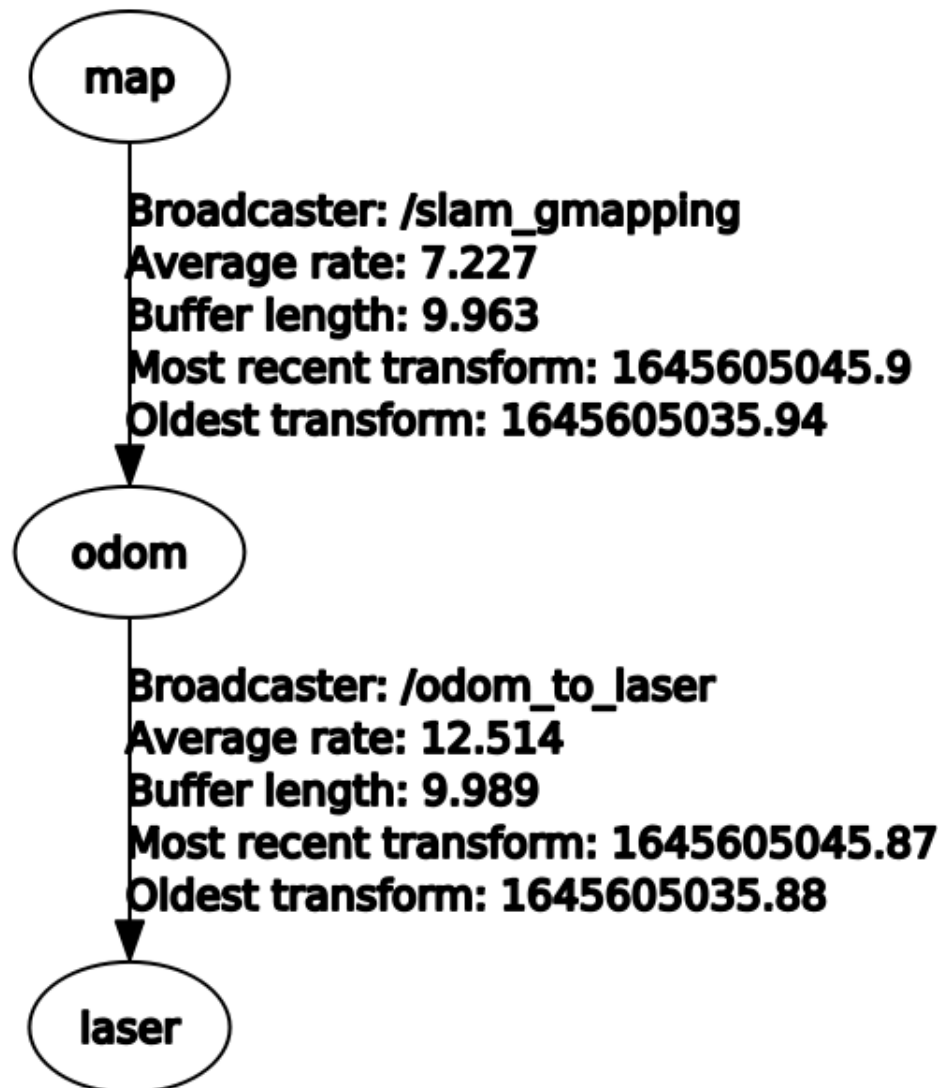 map
Broadcaster: /slam_gmapping
Average rate: 7.227
Buffer length: 9.963
Most recent transform: 1645605045.9
Oldest transform: 1645605035.94
odom
Broadcaster: /odom_to_laser
Average rate: 12.514
Buffer length: 9.989
Most recent transform: 1645605045.87
Oldest transform: 1645605035.88
laser